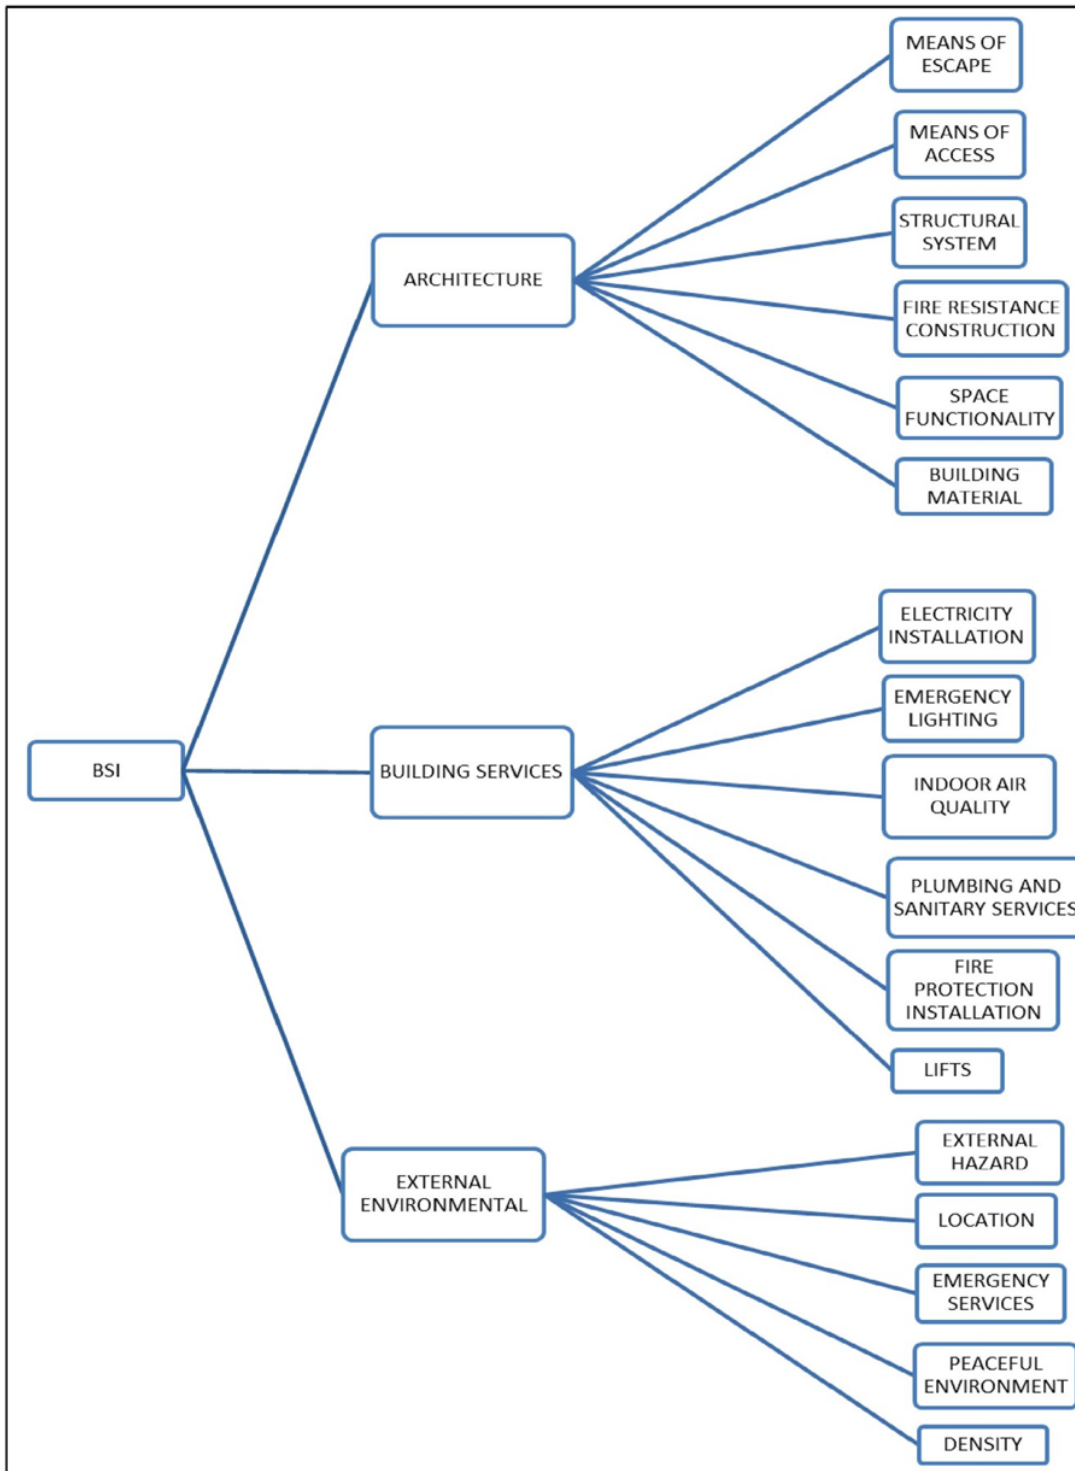 BSI
ARCHITECTURE
MEANS OF
ESCAPE
MEANS OF
ACCESS
STRUCTURAL
SYSTEM
FIRE RESISTANCE
CONSTRUCTION
SPACE
FUNCTIONALITY
BUILDING
MATERIAL
BUILDING SERVICES
ELECTRICITY
INSTALLATION
EMERGENCY
LIGHTING
INDOOR AIR
QUALITY
PLUMBING AND
SANITARY SERVICES
FIRE
PROTECTION
INSTALLATION
LIFTS
EXTERNAL
ENVIRONMENTAL
EXTERNAL
HAZARD
LOCATION
EMERGENCY
SERVICES
PEACEFUL
ENVIRONMENT
DENSITY